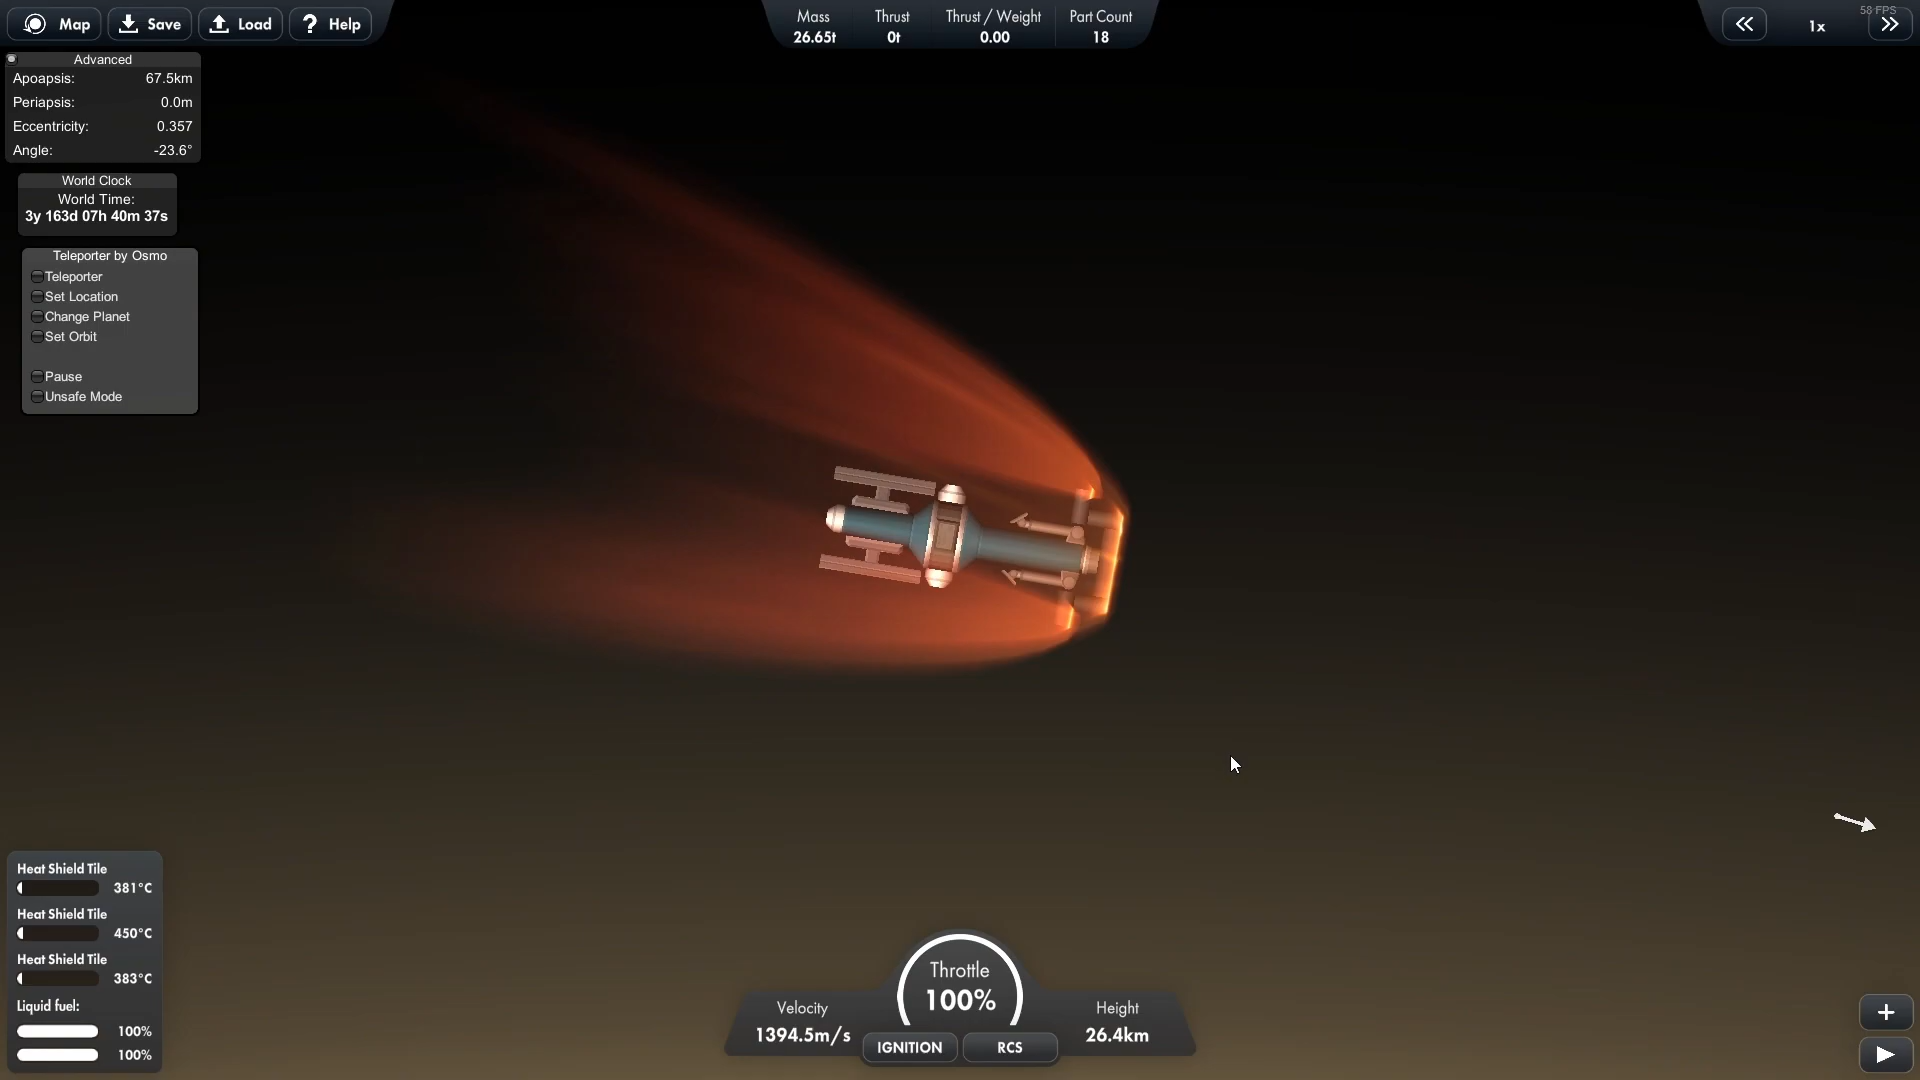 Map Save Load Help
Mass Thrust Thrust / Weight Part Count
26.65t 0t 0.00 18
58 FPS
1x
Advanced
Apoapsis: 67.5km
Periapsis: 0.0m
Eccentricity: 0.357
Angle: -23.6°
World Clock
World Time:
3y 163d 07h 40m 37s
Teleporter by Osmo
Teleporter
Set Location
Change Planet
Set Orbit
Pause
Unsafe Mode
Heat Shield Tile
381°C
Heat Shield Tile
450°C
Heat Shield Tile
383°C
Liquid fuel:
100%
100%
Throttle
100%
Velocity
1394.5m/s
Height
26.4km
IGNITION RCS